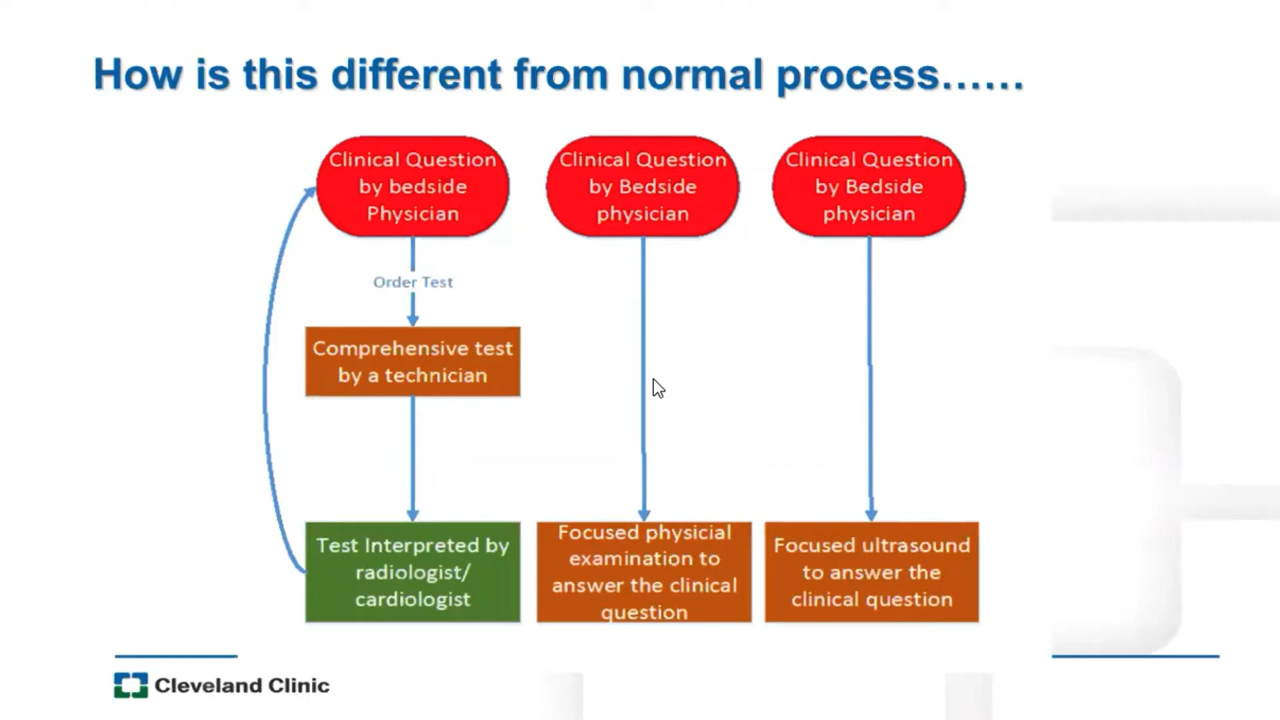 How is this different from normal process......
Clinical Question
by bedside
Physician
Clinical Question
by Bedside
physician
Clinical Question
by Bedside
physician
Order Test
Comprehensive test
by a technician
Test Interpreted by
radiologist/
cardiologist
Focused physicial
examination to
answer the clinical
question
Focused ultrasound
to answer the
clinical question
Cleveland Clinic